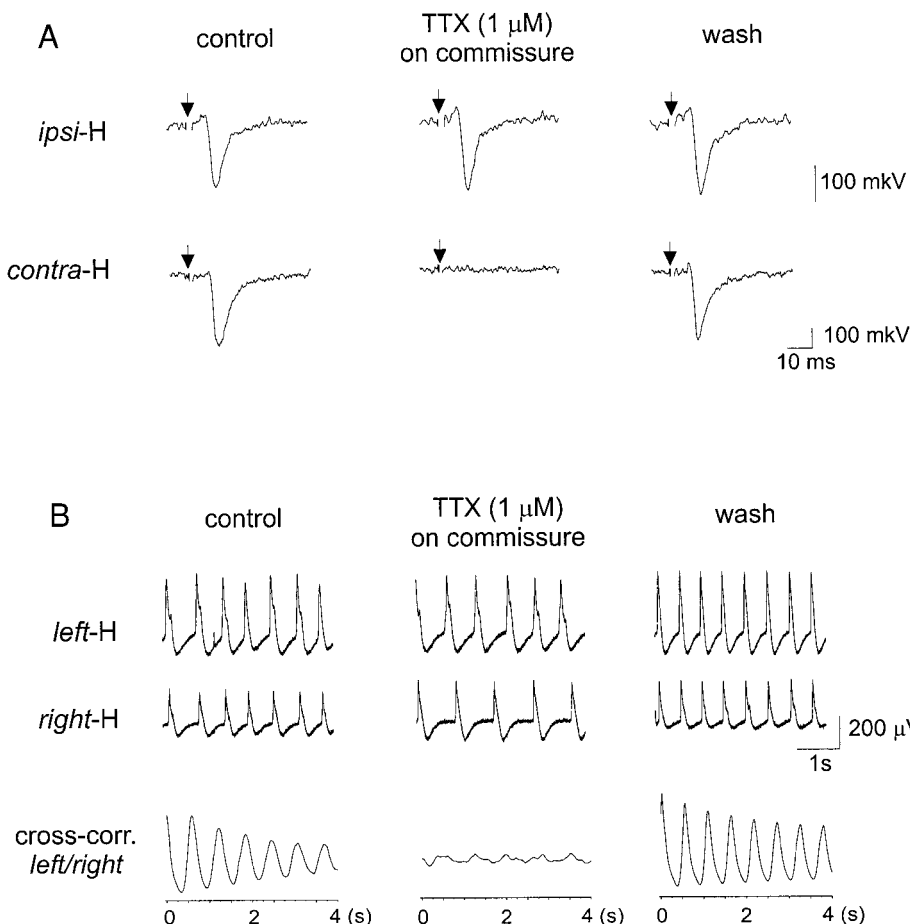 A
control
TTX (1 µM)
on commissure
wash
ipsi-H
100 mkV
contra-H
100 mkV
10 ms
B
control
TTX (1 µM)
on commissure
wash
left-H
right-H
200 µV
1s
cross-corr.
left/right
0 2 4 (s)
0 2 4 (s)
0 2 4 (s)